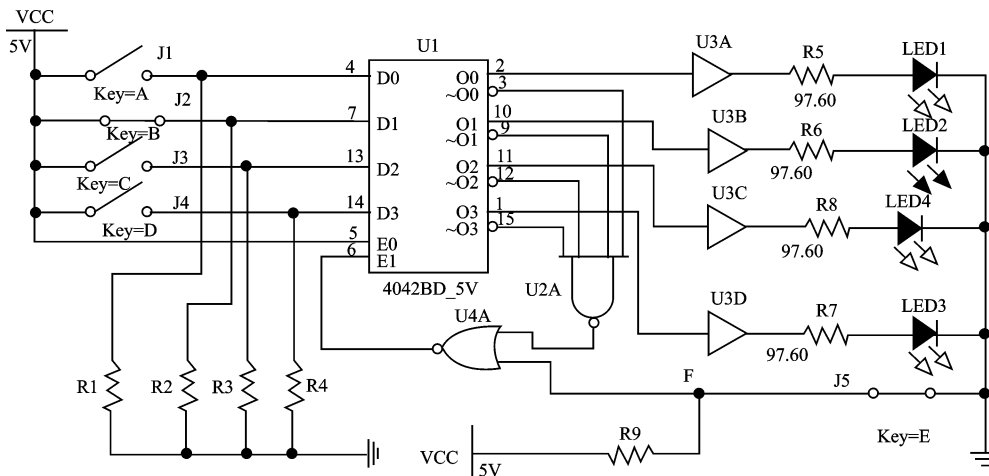 VCC
5V
J1
Key=A
J2
Key=B
J3
Key=C
J4
Key=D
U1
4
7
13
14
5
6
D0
D1
D2
D3
E0
E1
O0
~O0
O1
~O1
O2
~O2
O3
~O3
2
3
10
9
11
12
1
15
4042BD_5V
U3A
R5
97.60
LED1
U3B
R6
97.60
LED2
U3C
R8
97.60
LED4
U3D
R7
97.60
LED3
U2A
U4A
R1
R2
R3
R4
F
J5
Key=E
R9
VCC
5V